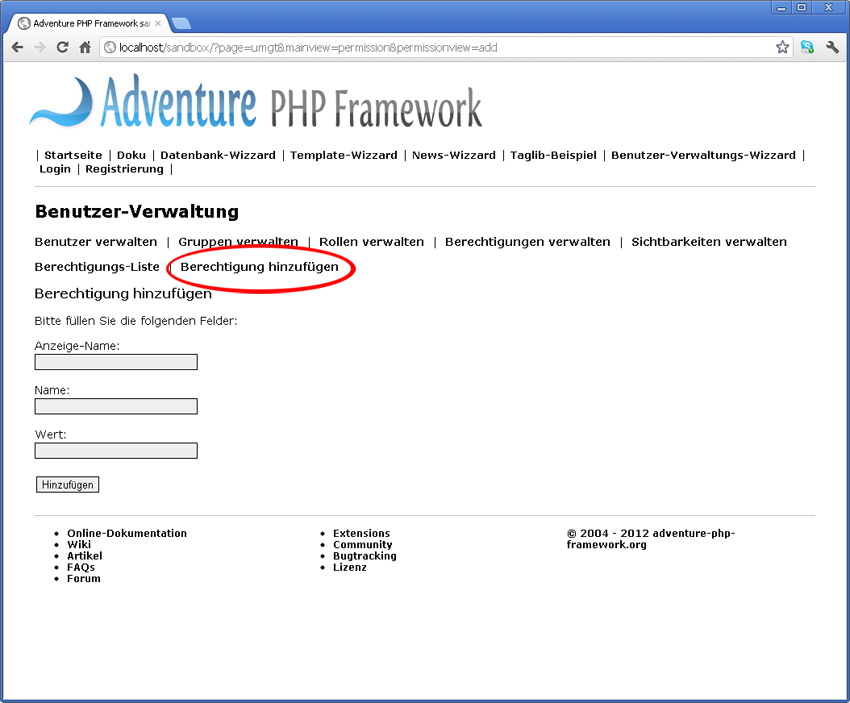 Adventure PHP Framework sa
localhost/sandbox/?page=umgt&mainview=permission&permissionview=add
Adventure PHP Framework
| Startseite | Doku | Datenbank-Wizzard | Template-Wizzard | News-Wizzard | Taglib-Beispiel | Benutzer-Verwaltungs-Wizzard |
Login | Registrierung |
Benutzer-Verwaltung
Benutzer verwalten | Gruppen verwalten | Rollen verwalten | Berechtigungen verwalten | Sichtbarkeiten verwalten
Berechtigungs-Liste | Berechtigung hinzufügen
Berechtigung hinzufügen
Bitte füllen Sie die folgenden Felder:
Anzeige-Name:
Name:
Wert:
Hinzufügen
• Online-Dokumentation
• Wiki
• Artikel
• FAQs
• Forum
• Extensions
• Community
• Bugtracking
• Lizenz
© 2004 - 2012 adventure-php-
framework.org